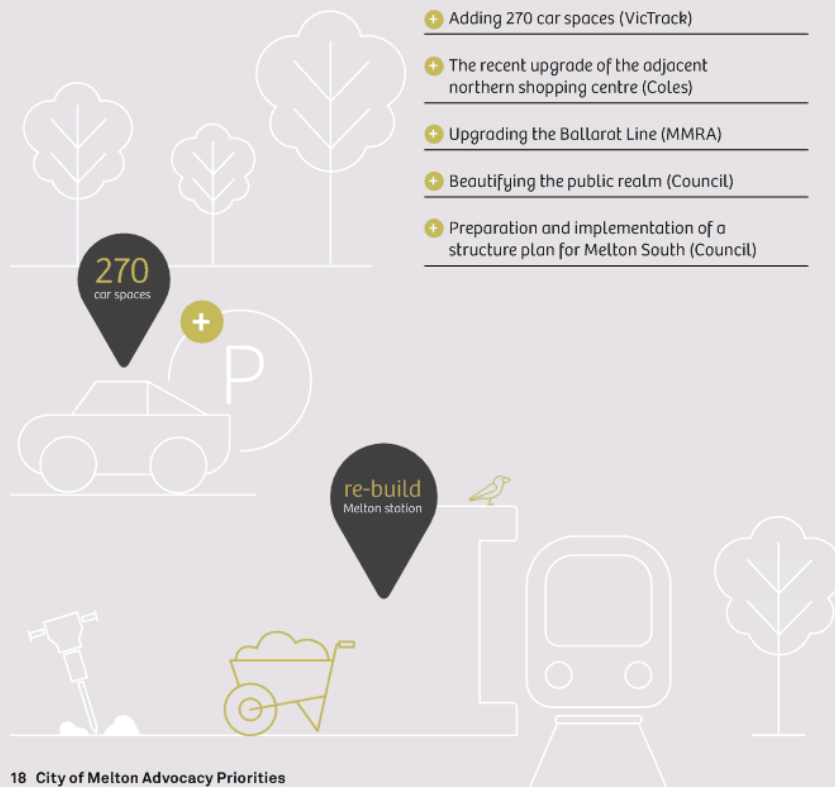 Adding 270 car spaces (VicTrack)
The recent upgrade of the adjacent
northern shopping centre (Coles)
Upgrading the Ballarat Line (MMRA)
Beautifying the public realm (Council)
Preparation and implementation of a
structure plan for Melton South (Council)
270
car spaces
P
re-build
Melton station
18 City of Melton Advocacy Priorities